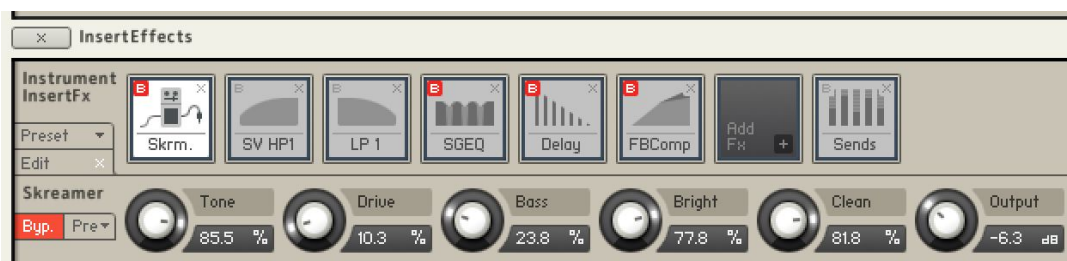 × InsertEffects
Instrument
InsertFx
Preset
Edit ×
B × Skrm.
B × SV HP1
B × LP 1
B × SGEQ
B × Delay
B × FBComp
Add
Fx +
B × Sends
Skreamer
Byp. Pre
Tone
85.5 %
Drive
10.3 %
Bass
23.8 %
Bright
77.8 %
Clean
81.8 %
Output
-6.3 dB